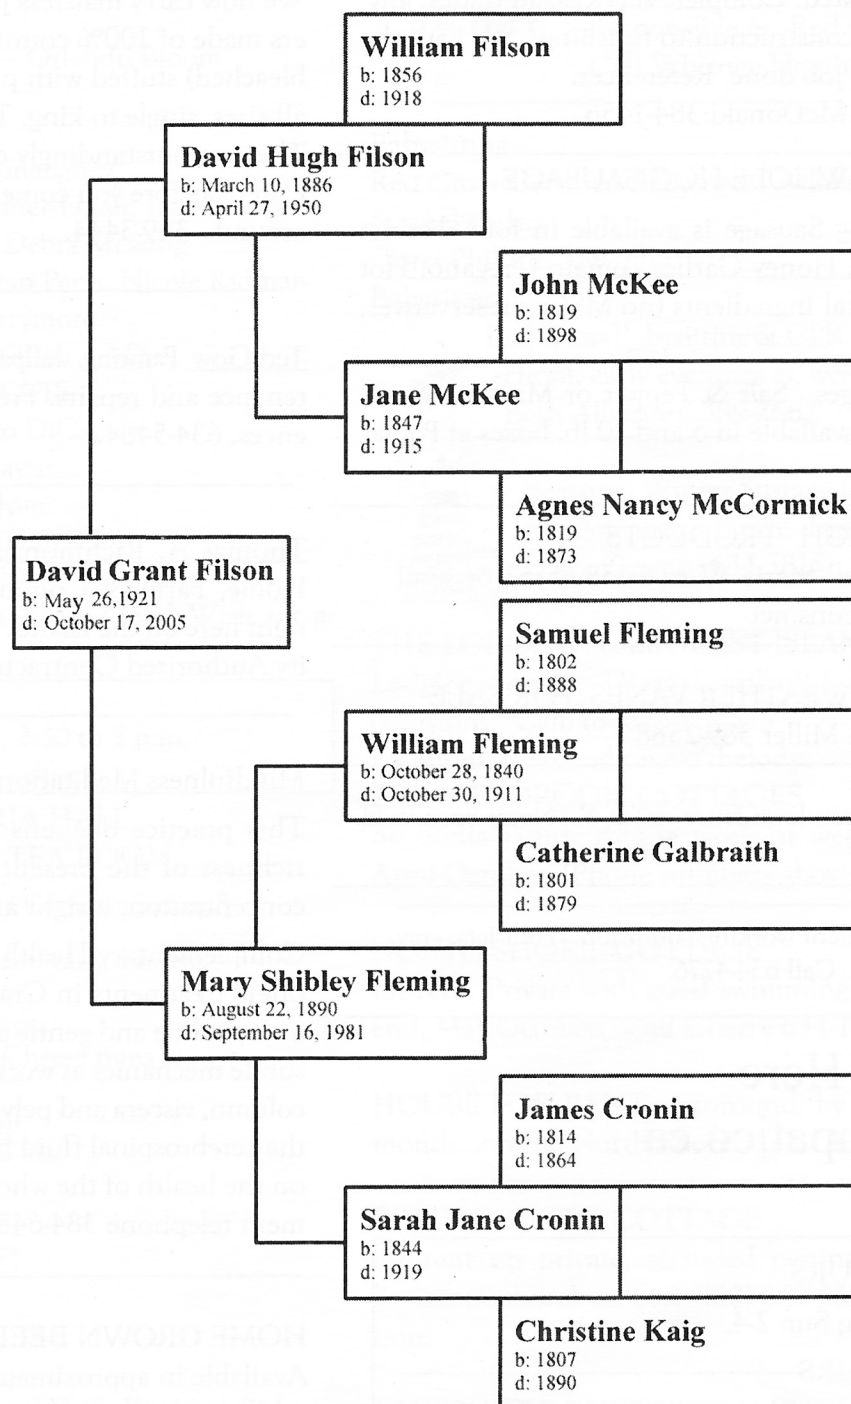 William Filson
b: 1856
d: 1918
David Hugh Filson
b: March 10, 1886
d: April 27, 1950
John McKee
b: 1819
d: 1898
Jane McKee
b: 1847
d: 1915
Agnes Nancy McCormick
b: 1819
d: 1873
David Grant Filson
b: May 26,1921
d: October 17, 2005
Samuel Fleming
b: 1802
d: 1888
William Fleming
b: October 28, 1840
d: October 30, 1911
Catherine Galbraith
b: 1801
d: 1879
Mary Shibley Fleming
b: August 22, 1890
d: September 16, 1981
James Cronin
b: 1814
d: 1864
Sarah Jane Cronin
b: 1844
d: 1919
Christine Kaig
b: 1807
d: 1890